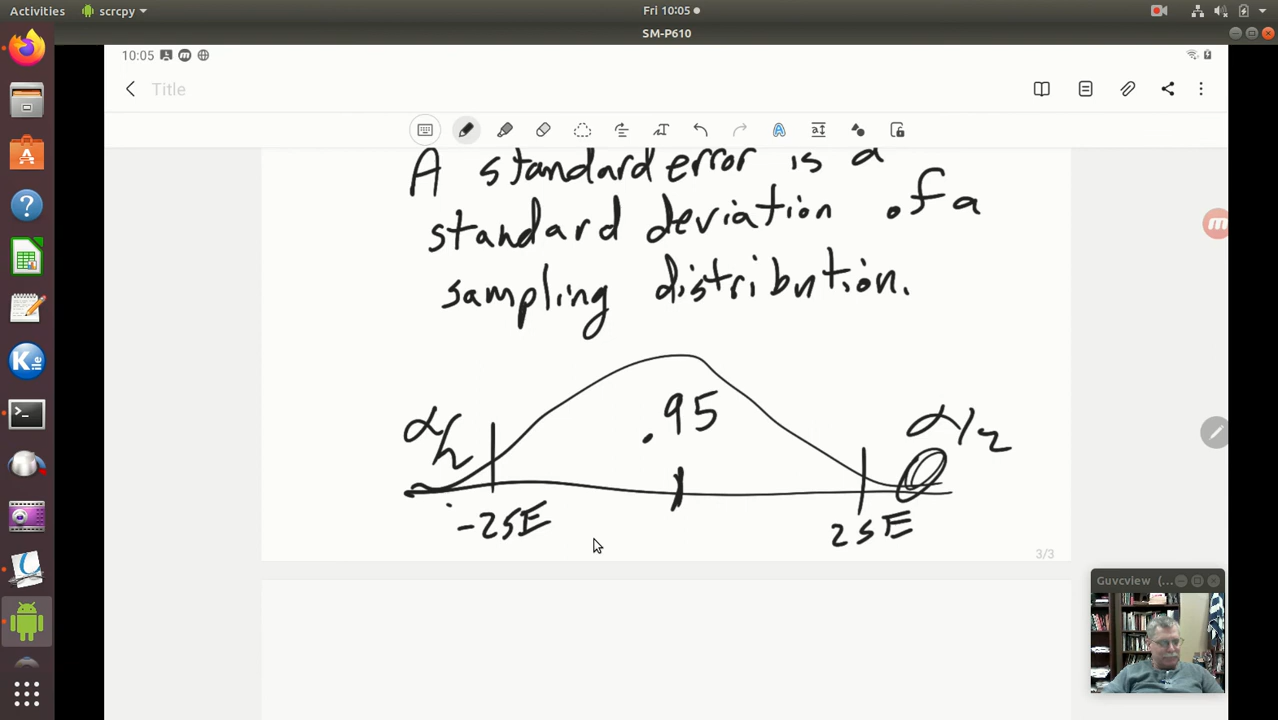 Activities scrcpy Fri 10:05
SM-P610
10:05
Title
A standard error is a
standard deviation of a
sampling distribution.
.95
α/2
α/2
-2SE
2SE
3/3
Guvcview (...